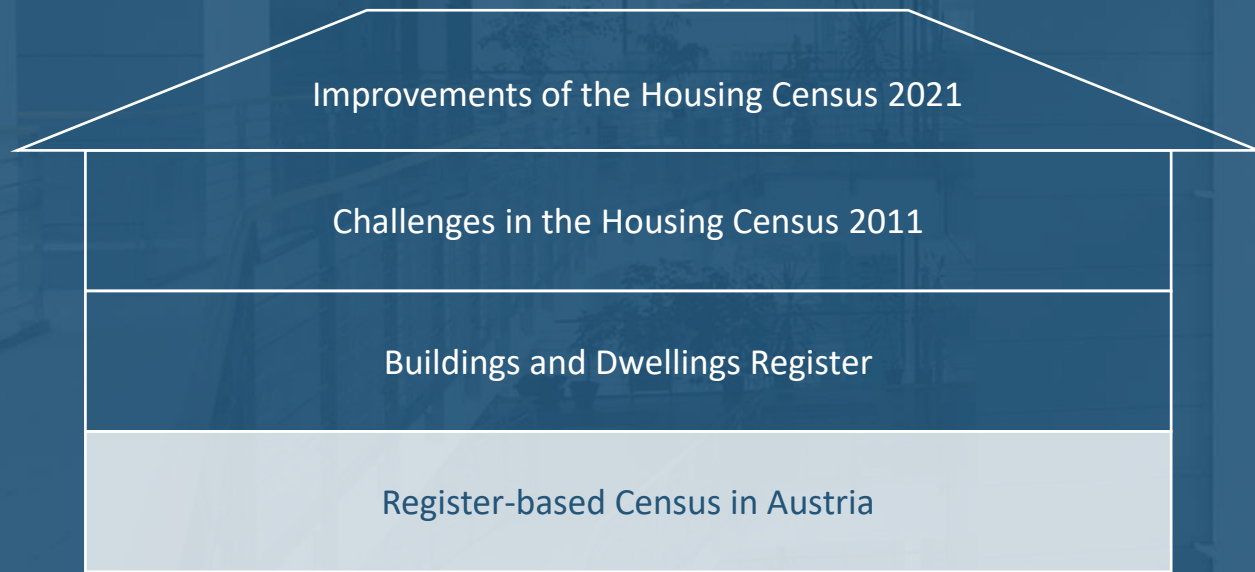 Improvements of the Housing Census 2021
Challenges in the Housing Census 2011
Buildings and Dwellings Register
Register-based Census in Austria